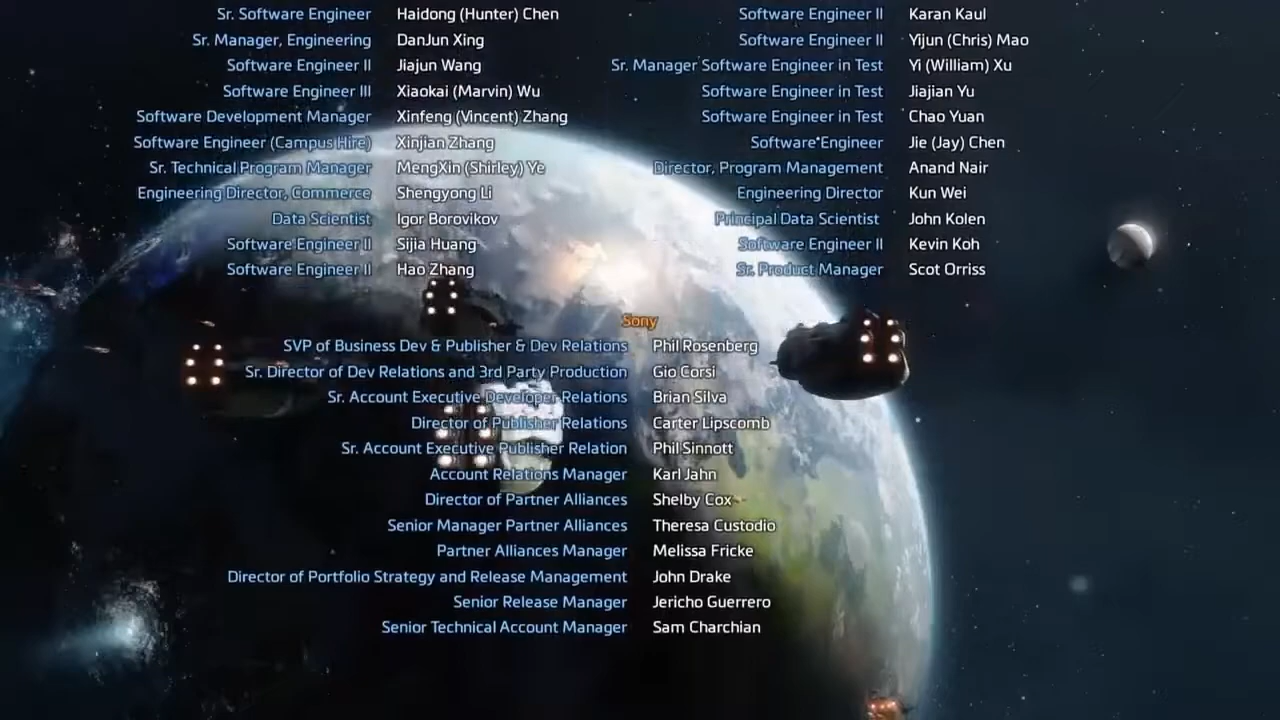 Sr. Software Engineer Haidong (Hunter) Chen Software Engineer II Karan Kaul
Sr. Manager, Engineering DanJun Xing Software Engineer II Yijun (Chris) Mao
Software Engineer II Jiajun Wang Sr. Manager Software Engineer in Test Yi (William) Xu
Software Engineer III Xiaokai (Marvin) Wu Software Engineer in Test Jiajian Yu
Software Development Manager Xinfeng (Vincent) Zhang Software Engineer in Test Chao Yuan
Software Engineer (Campus Hire) Xinjian Zhang Software Engineer Jie (Jay) Chen
Sr. Technical Program Manager MengXin (Shirley) Ye Director, Program Management Anand Nair
Engineering Director, Commerce Shengyong Li Engineering Director Kun Wei
Data Scientist Igor Borovikov Principal Data Scientist John Kolen
Software Engineer II Sijia Huang Software Engineer II Kevin Koh
Software Engineer II Hao Zhang Sr. Product Manager Scot Orriss
Sony
SVP of Business Dev & Publisher & Dev Relations Phil Rosenberg
Sr. Director of Dev Relations and 3rd Party Production Gio Corsi
Sr. Account Executive Developer Relations Brian Silva
Director of Publisher Relations Carter Lipscomb
Sr. Account Executive Publisher Relation Phil Sinnott
Account Relations Manager Karl Jahn
Director of Partner Alliances Shelby Cox
Senior Manager Partner Alliances Theresa Custodio
Partner Alliances Manager Melissa Fricke
Director of Portfolio Strategy and Release Management John Drake
Senior Release Manager Jericho Guerrero
Senior Technical Account Manager Sam Charchian